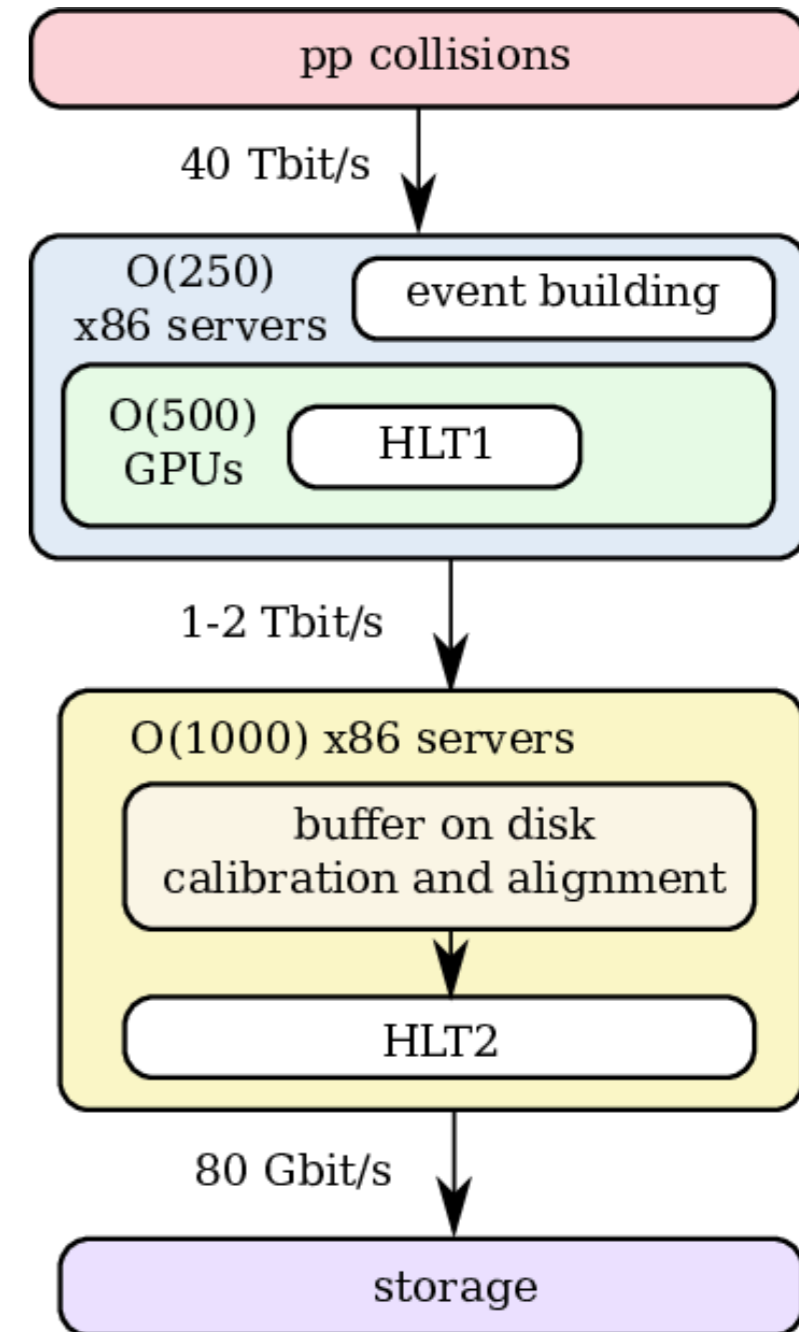 pp collisions
40 Tbit/s
O(250)
x86 servers
event building
O(500)
GPUs
HLT1
1-2 Tbit/s
O(1000) x86 servers
buffer on disk
calibration and alignment
HLT2
80 Gbit/s
storage